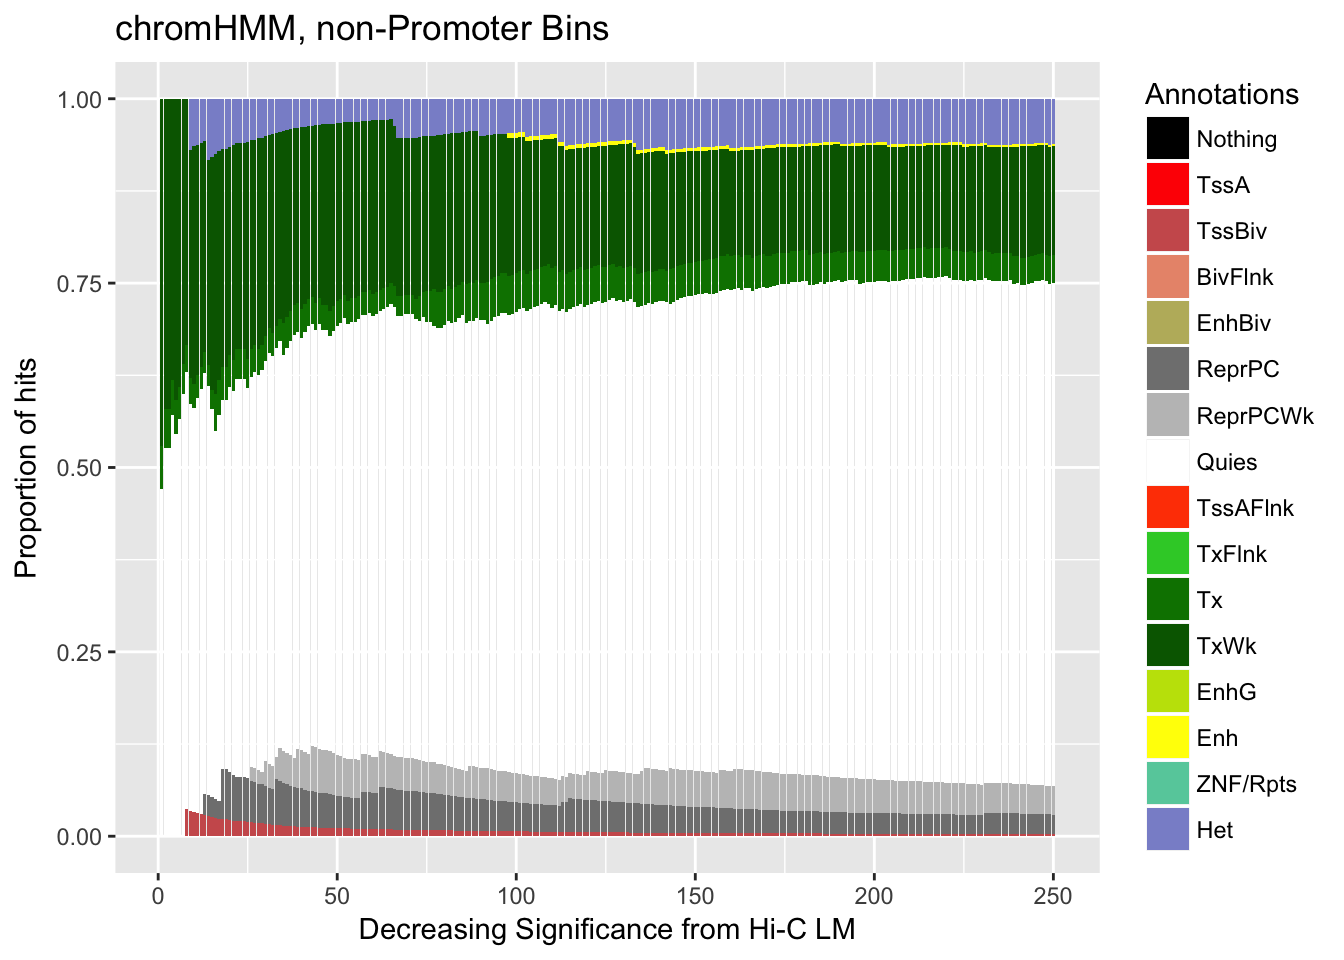 chromHMM, non-Promoter Bins
Proportion of hits
1.00
0.75
0.50
0.25
0.00
0
50
100
150
200
250
Decreasing Significance from Hi-C LM
Annotations
Nothing
TssA
TssBiv
BivFlnk
EnhBiv
ReprPC
ReprPCWk
Quies
TssAFlnk
TxFlnk
Tx
TxWk
EnhG
Enh
ZNF/Rpts
Het